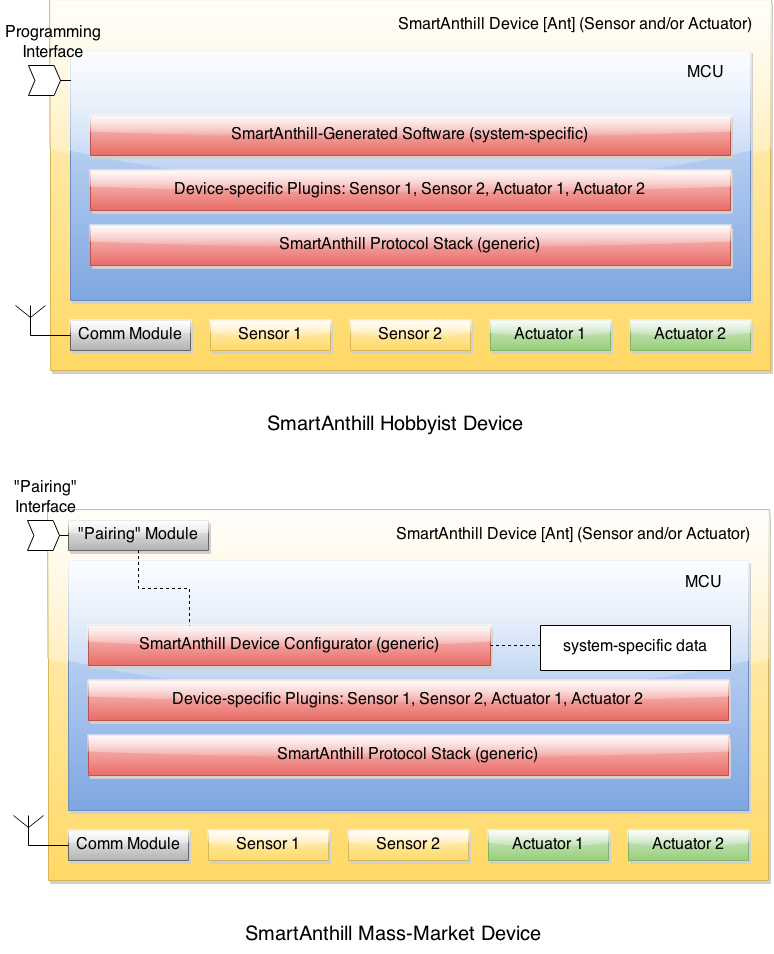 SmartAnthill Device [Ant] (Sensor and/or Actuator)
Programming
Interface
MCU
SmartAnthill-Generated Software (system-specific)
Device-specific Plugins: Sensor 1, Sensor 2, Actuator 1, Actuator 2
SmartAnthill Protocol Stack (generic)
Comm Module
Sensor 1
Sensor 2
Actuator 1
Actuator 2
SmartAnthill Hobbyist Device
"Pairing"
Interface
"Pairing" Module
SmartAnthill Device [Ant] (Sensor and/or Actuator)
MCU
SmartAnthill Device Configurator (generic)
system-specific data
Device-specific Plugins: Sensor 1, Sensor 2, Actuator 1, Actuator 2
SmartAnthill Protocol Stack (generic)
Comm Module
Sensor 1
Sensor 2
Actuator 1
Actuator 2
SmartAnthill Mass-Market Device